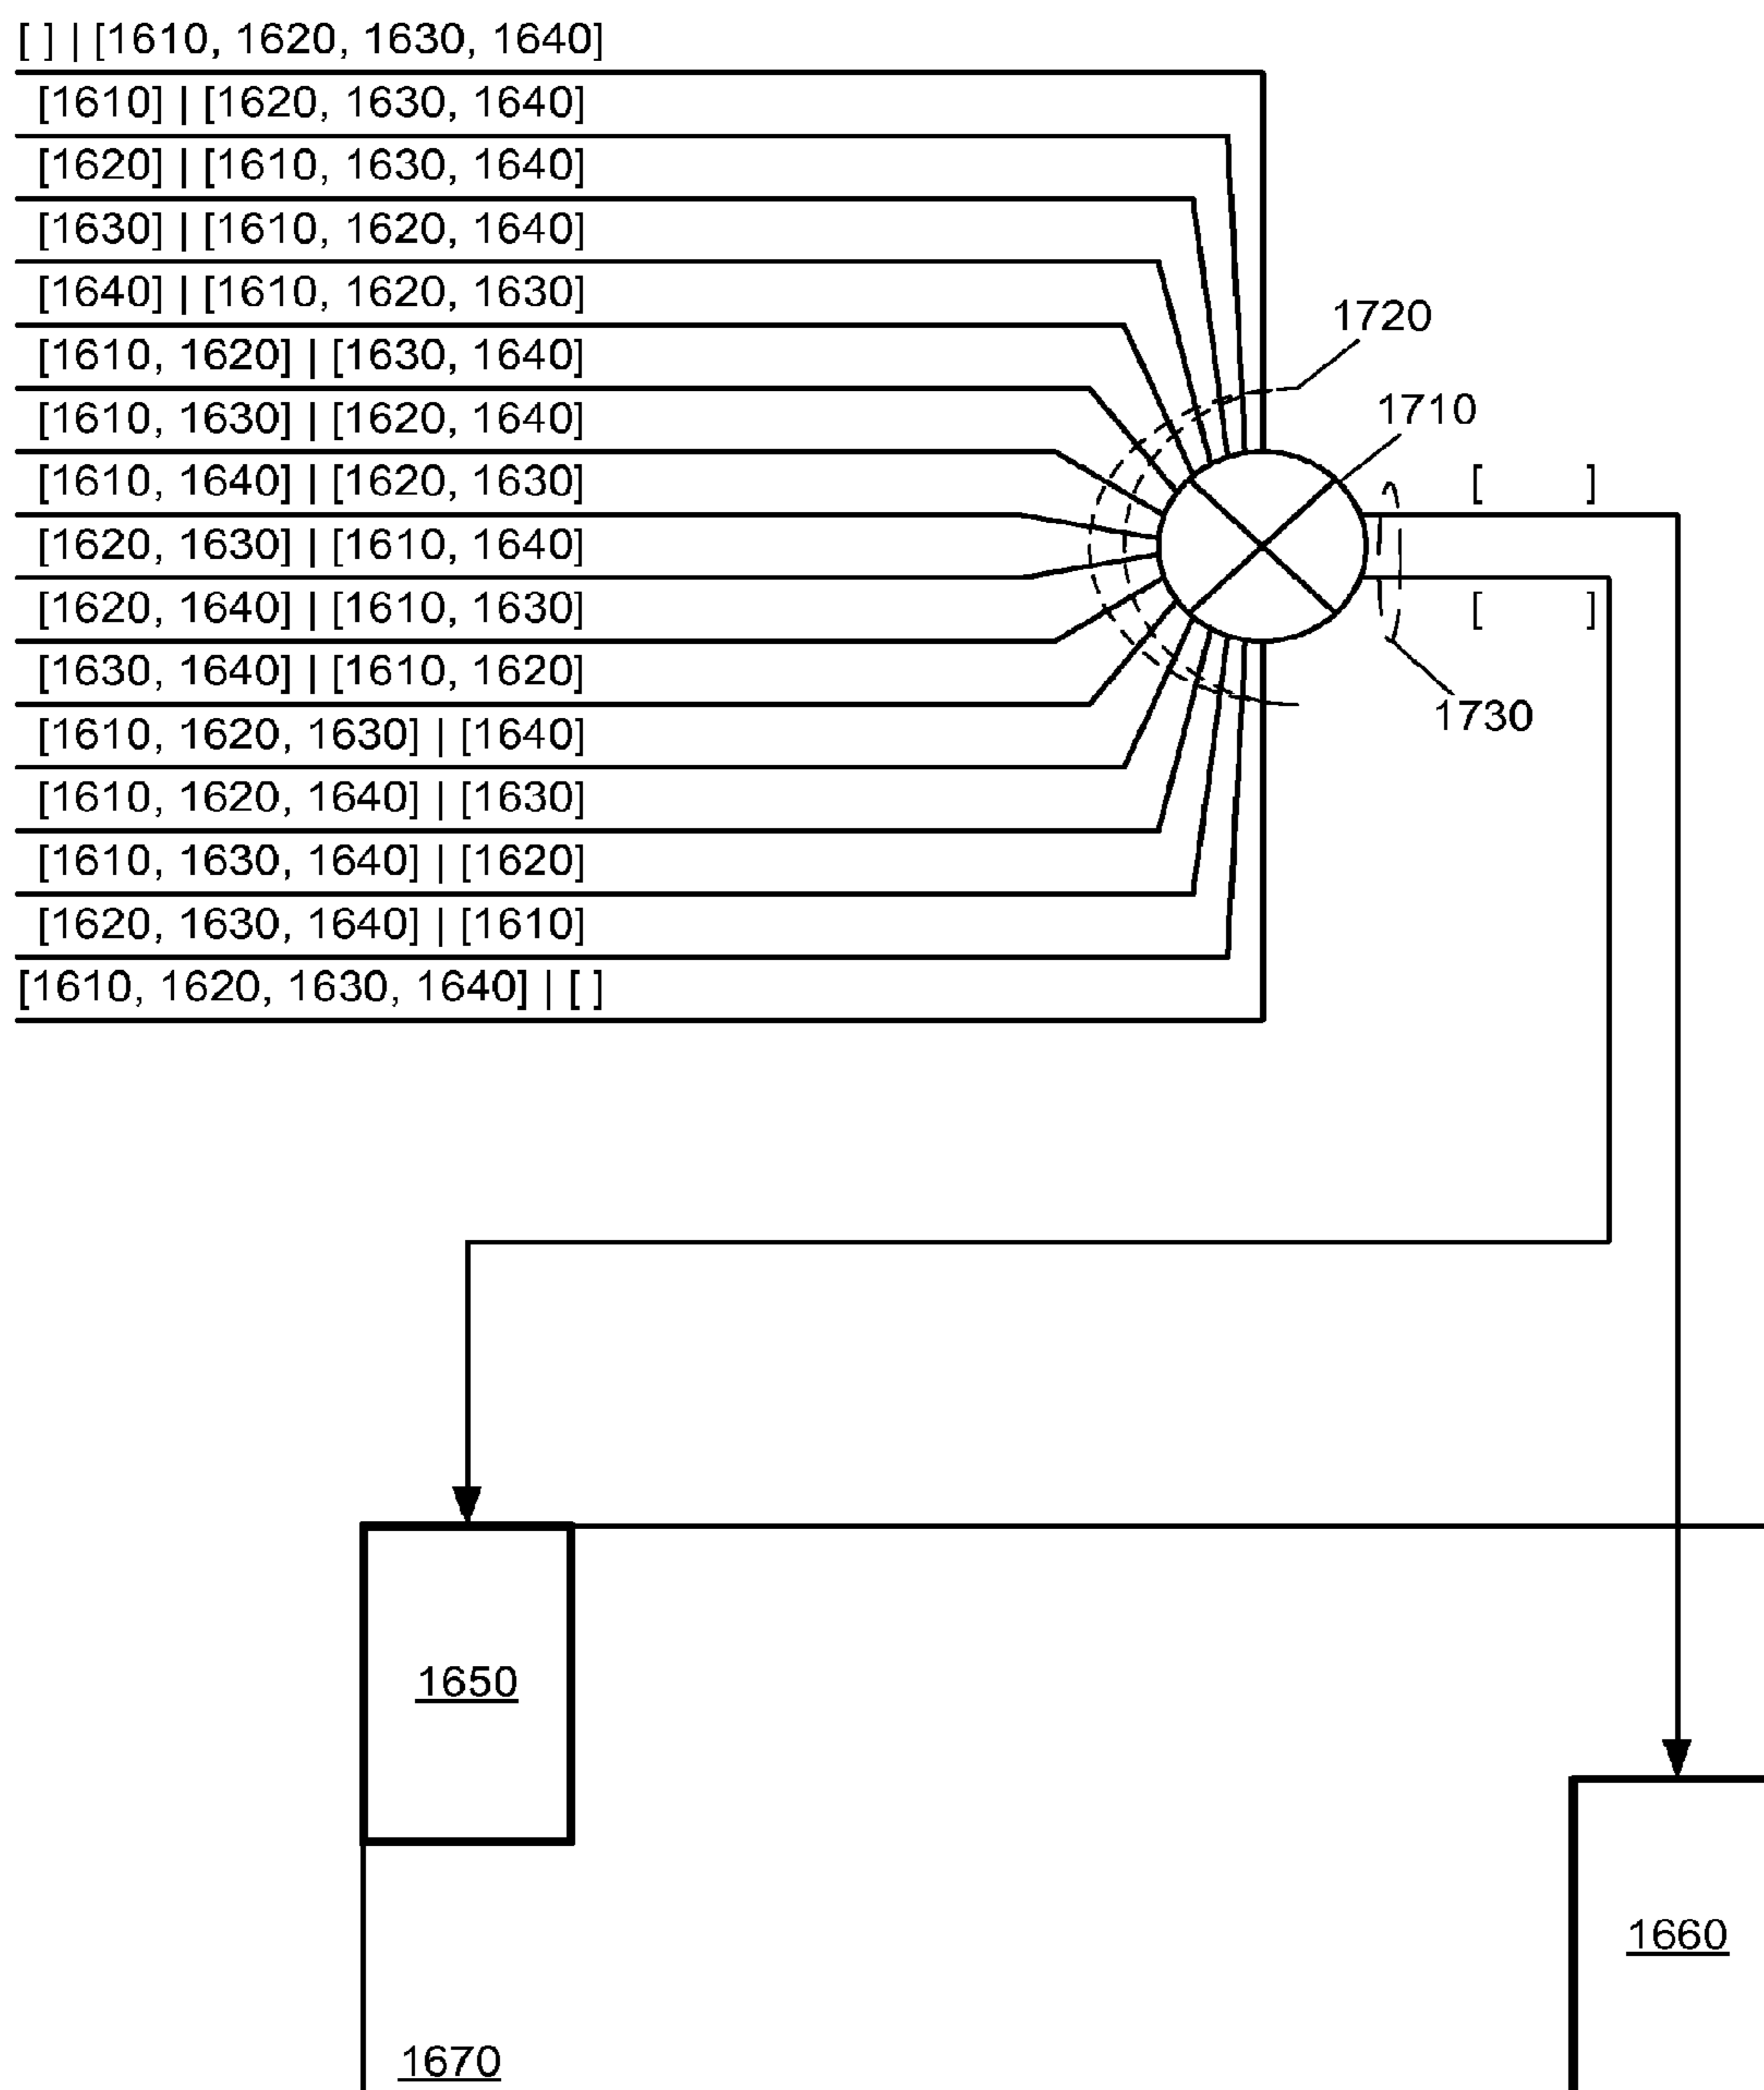 [ ] | [1610, 1620, 1630, 1640]
[1610] | [1620, 1630, 1640]
[1620] | [1610, 1630, 1640]
[1630] | [1610, 1620, 1640]
[1640] | [1610, 1620, 1630]
[1610, 1620] | [1630, 1640]
[1610, 1630] | [1620, 1640]
[1610, 1640] | [1620, 1630]
[1620, 1630] | [1610, 1640]
[1620, 1640] | [1610, 1630]
[1630, 1640] | [1610, 1620]
[1610, 1620, 1630] | [1640]
[1610, 1620, 1640] | [1630]
[1610, 1630, 1640] | [1620]
[1620, 1630, 1640] | [1610]
[1610, 1620, 1630, 1640] | [ ]
1720
1710
[ ]
[ ]
1730
1650
1660
1670